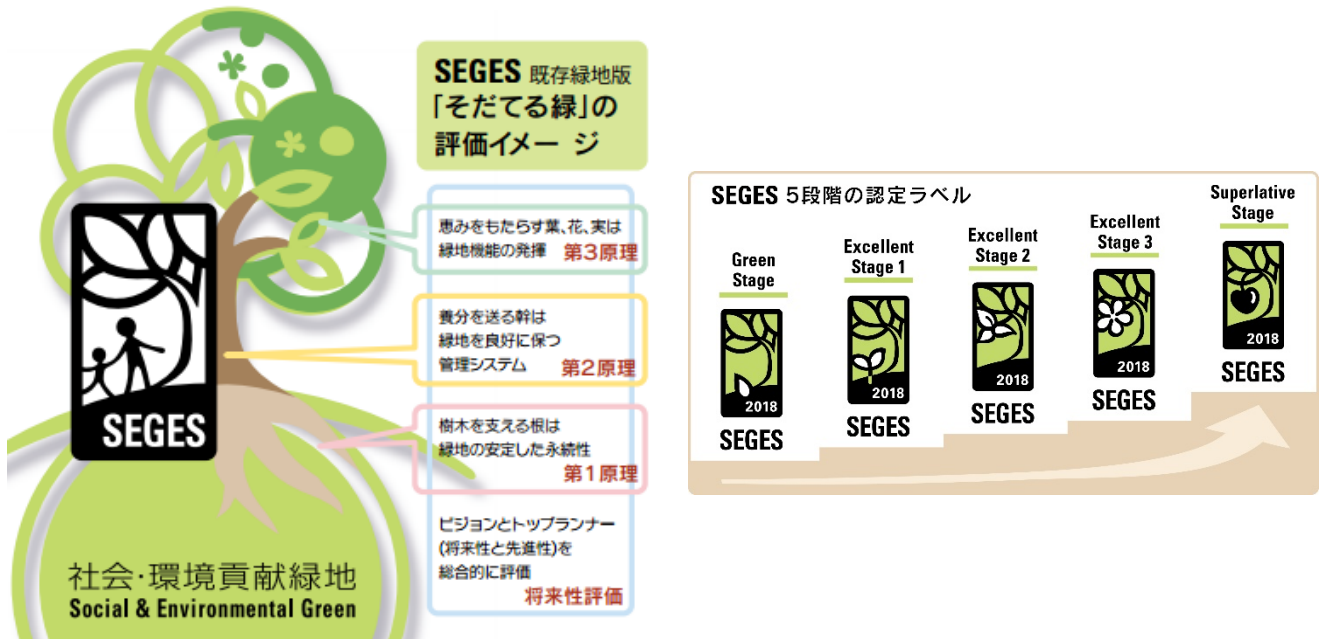 SEGES 既存緑地版
「そだてる緑」の
評価イメー ジ
恵みをもたらす葉、花、実は
緑地機能の発揮 第3原理
養分を送る幹は
緑地を良好に保つ
管理システム 第2原理
樹木を支える根は
緑地の安定した永続性
第1原理
ビジョンとトップランナー
(将来性と先進性)を
総合的に評価
将来性評価
SEGES
社会・環境貢献緑地
Social & Environmental Green
SEGES 5段階の認定ラベル
Green
Stage
2018
SEGES
Excellent
Stage 1
2018
SEGES
Excellent
Stage 2
2018
SEGES
Excellent
Stage 3
2018
SEGES
Superlative
Stage
2018
SEGES